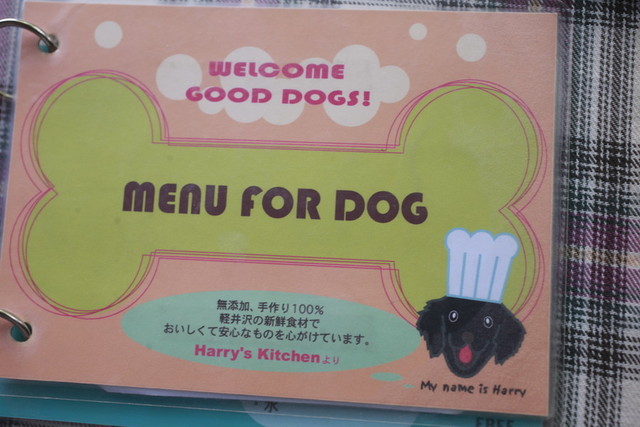 WELCOME
GOOD DOGS!
MENU FOR DOG
無添加、手作り100%
軽井沢の新鮮食材で
おいしくて安心なものを心がけています。
Harry's Kitchenより
My name is Harry
・水
FREE